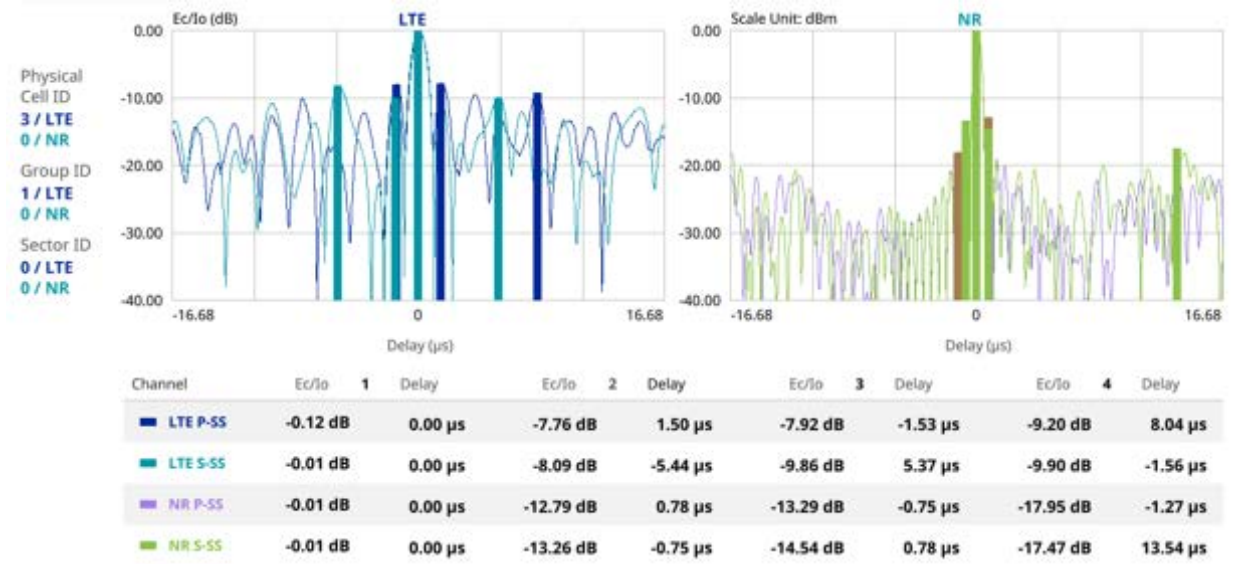 Ec/Io (dB)
LTE
0.00
-10.00
-20.00
-30.00
-40.00
-16.68
0
16.68
Delay (µs)
Physical
Cell ID
3 / LTE
0 / NR
Group ID
1 / LTE
0 / NR
Sector ID
0 / LTE
0 / NR
Scale Unit: dBm
NR
0.00
-10.00
-20.00
-30.00
-40.00
-16.68
0
16.68
Delay (µs)
Channel Ec/Io 1 Delay Ec/Io 2 Delay Ec/Io 3 Delay Ec/Io 4 Delay
LTE P-SS -0.12 dB 0.00 µs -7.76 dB 1.50 µs -7.92 dB -1.53 µs -9.20 dB 8.04 µs
LTE S-SS -0.01 dB 0.00 µs -8.09 dB -5.44 µs -9.86 dB 5.37 µs -9.90 dB -1.56 µs
NR P-SS -0.01 dB 0.00 µs -12.79 dB 0.78 µs -13.29 dB -0.75 µs -17.95 dB -1.27 µs
NR S-SS -0.01 dB 0.00 µs -13.26 dB -0.75 µs -14.54 dB 0.78 µs -17.47 dB 13.54 µs